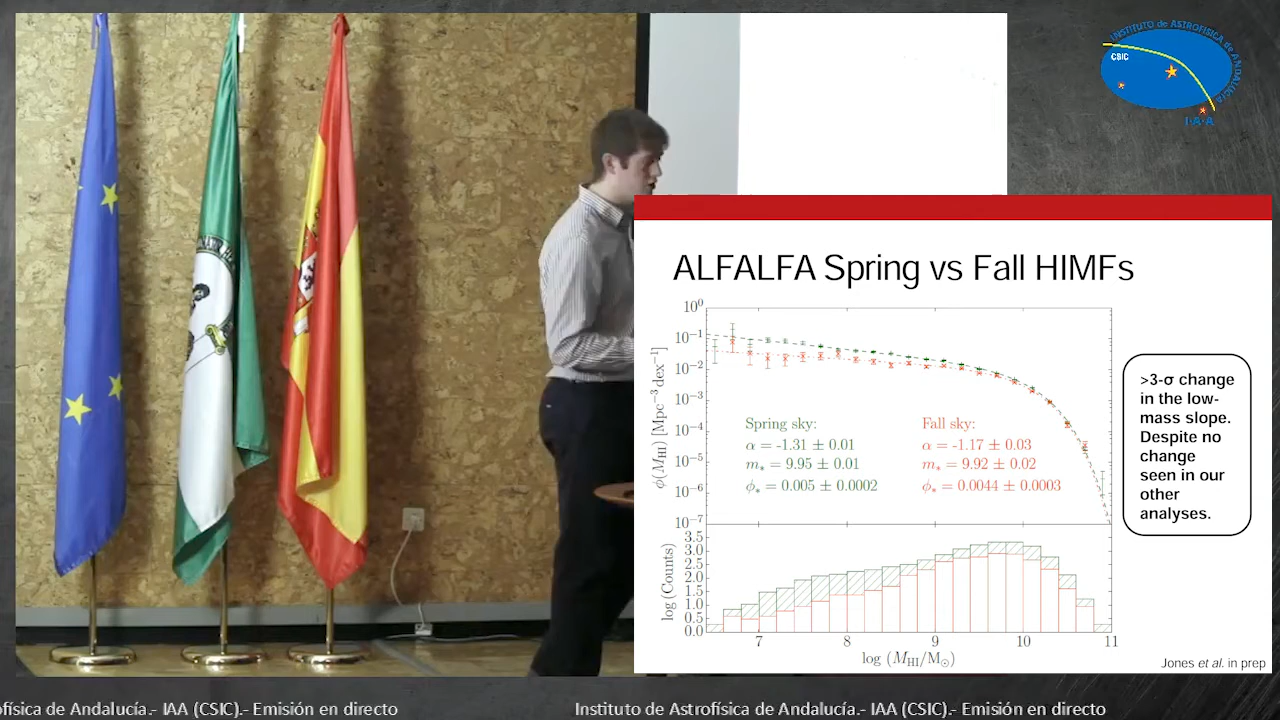 INSTITUTO de ASTROFÍSICA de ANDALUCÍA
CSIC
I·A·A
ALFALFA Spring vs Fall HIMFs
10⁰
10⁻¹
10⁻²
10⁻³
10⁻⁴
10⁻⁵
10⁻⁶
10⁻⁷
ϕ(M_HI) [Mpc⁻³ dex⁻¹]
Spring sky:
α = -1.31 ± 0.01
m* = 9.95 ± 0.01
ϕ* = 0.005 ± 0.0002
Fall sky:
α = -1.17 ± 0.03
m* = 9.92 ± 0.02
ϕ* = 0.0044 ± 0.0003
>3-σ change
in the low-
mass slope.
Despite no
change
seen in our
other
analyses.
3.5
3.0
2.5
2.0
1.5
1.0
0.5
0.0
log (Counts)
7 8 9 10 11
log (M_HI/M☉)
Jones et al. in prep
ofísica de Andalucía.- IAA (CSIC).- Emisión en directo
Instituto de Astrofísica de Andalucía.- IAA (CSIC).- Emisión en directo